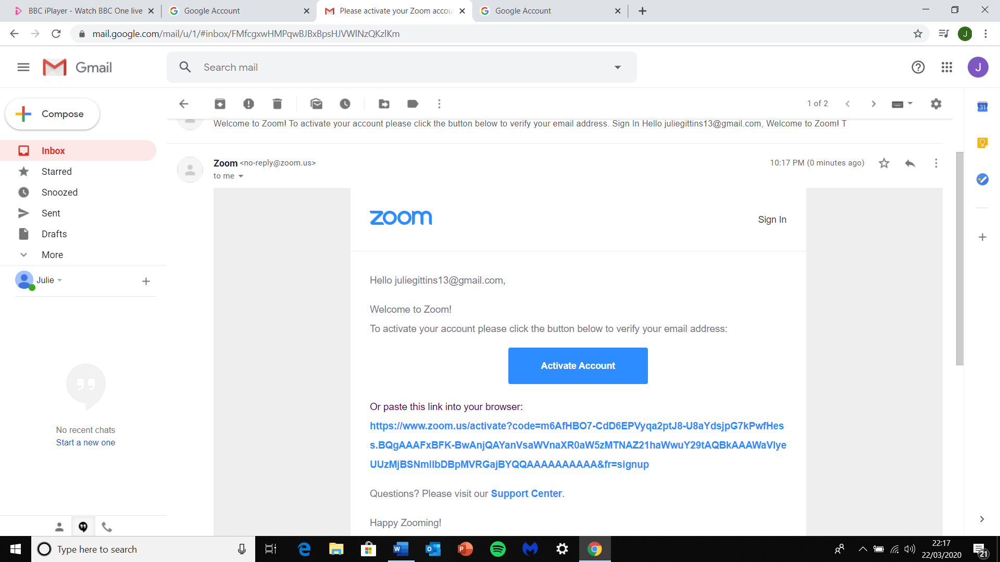 BBC iPlayer - Watch BBC One live
Google Account
Please activate your Zoom accou
Google Account
mail.google.com/mail/u/1/#inbox/FMfcgxwHMPqwBJBxBpsHJVWlNzQKzlKm
J
Gmail
Search mail
J
Compose
1 of 2
31
Welcome to Zoom! To activate your account please click the button below to verify your email address. Sign In Hello juliegittins13@gmail.com, Welcome to Zoom! T
Inbox
Starred
Snoozed
Sent
Drafts
More
Julie
No recent chats
Start a new one
Zoom <no-reply@zoom.us>
10:17 PM (0 minutes ago)
to me
zoom
Sign In
Hello juliegittins13@gmail.com,
Welcome to Zoom!
To activate your account please click the button below to verify your email address:
Activate Account
Or paste this link into your browser:
https://www.zoom.us/activate?code=m6AfHBO7-CdD6EPVyqa2ptJ8-U8aYdsjpG7kPwfHes
s.BQgAAAFxBFK-BwAnjQAYanVsaWVnaXR0aW5zMTNAZ21haWwuY29tAQBkAAAWaVlye
UUzMjBSNmlIbDBpMVRGajBYQQAAAAAAAAAA&fr=signup
Questions? Please visit our Support Center.
Happy Zooming!
Type here to search
22:17
22/03/2020
21